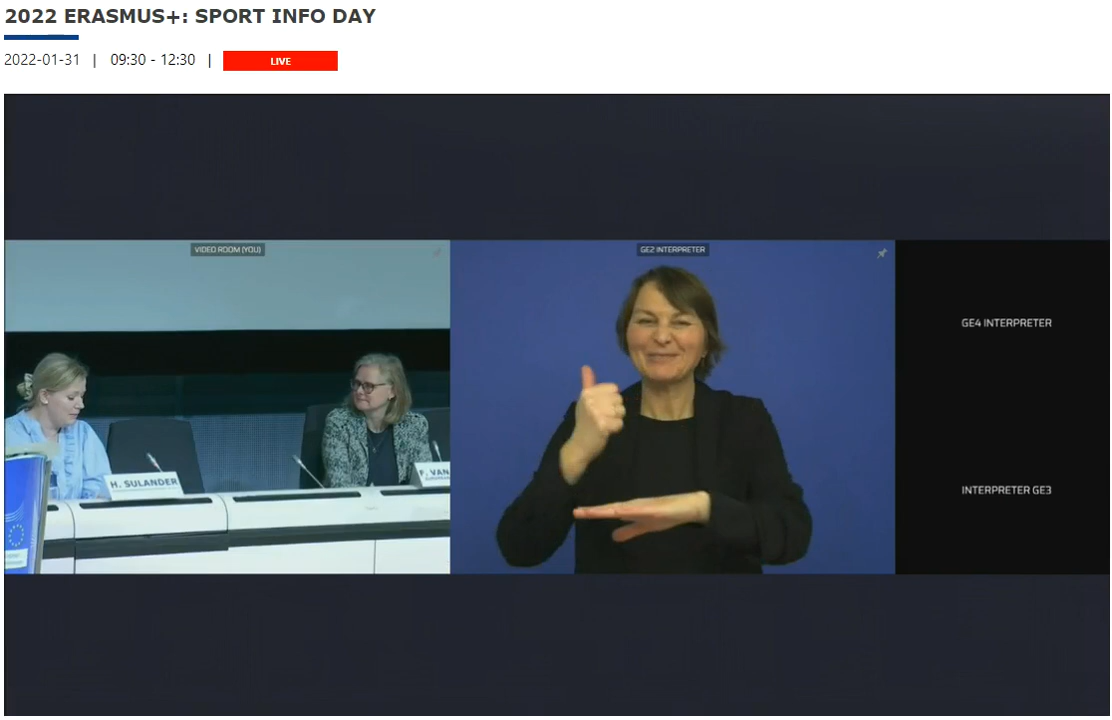 2022 ERASMUS+: SPORT INFO DAY
2022-01-31 | 09:30 - 12:30 | LIVE
VIDEO ROOM (YOU)
GE2 INTERPRETER
GE4 INTERPRETER
H. SULANDER
F. VAN
INTERPRETER GE3